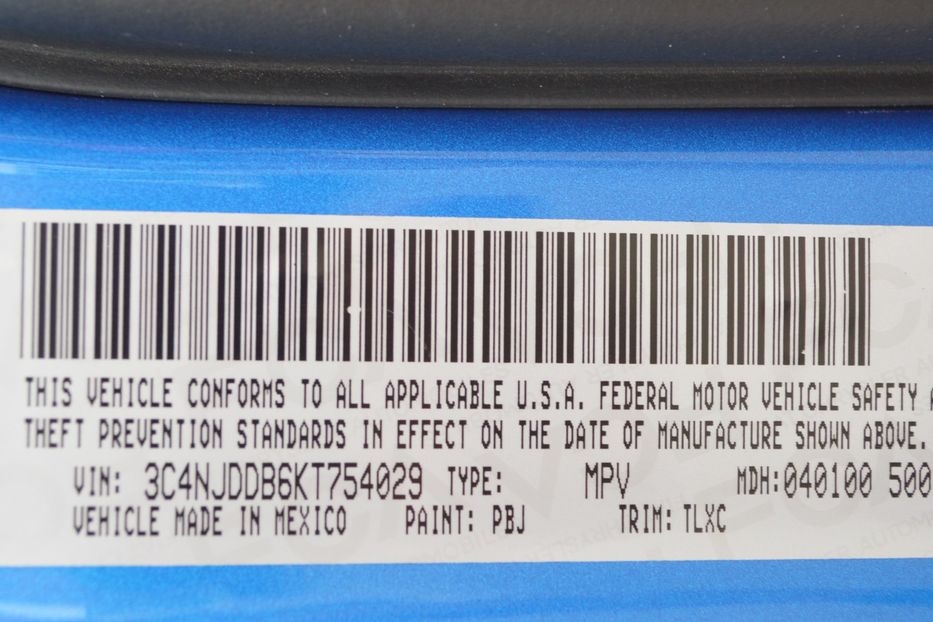 THIS VEHICLE CONFORMS TO ALL APPLICABLE U.S.A. FEDERAL MOTOR VEHICLE SAFETY
THEFT PREVENTION STANDARDS IN EFFECT ON THE DATE OF MANUFACTURE SHOWN ABOVE.
VIN: 3C4NJDDB6KT754029 TYPE: MPV MDH:040100 500
VEHICLE MADE IN MEXICO PAINT: PBJ TRIM: TLXC